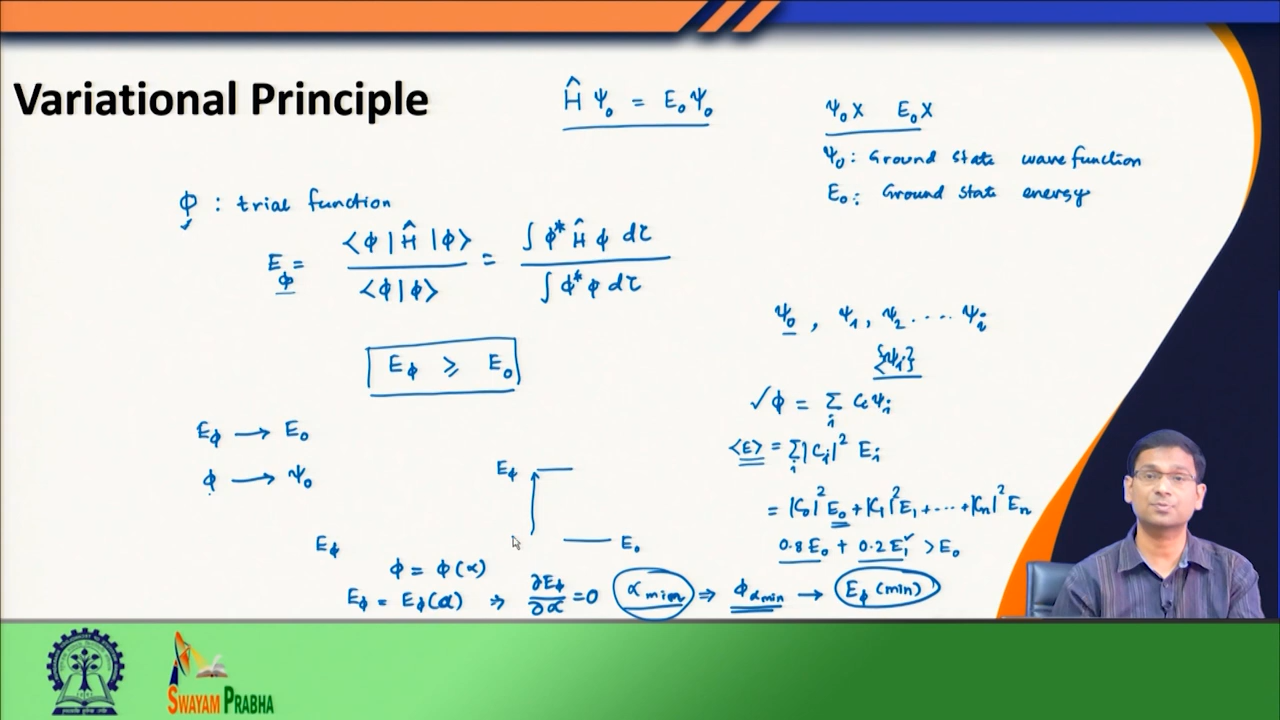 Variational Principle
Ĥ Ψ₀ = E₀Ψ₀
Ψ₀ X E₀ X
Ψ₀ : Ground state wavefunction
E₀ : Ground state energy
ϕ : trial function
E_ϕ = <ϕ|Ĥ|ϕ> / <ϕ|ϕ> = ∫ϕ* Ĥ ϕ dτ / ∫ϕ* ϕ dτ
E_ϕ ≥ E₀
E_ϕ → E₀
ϕ → Ψ₀
E_ϕ
E₀
E_ϕ
ϕ = ϕ(α)
E_ϕ = E_ϕ(α) ⇒ ∂E_ϕ/∂α = 0 α_min ⇒ ϕ_αmin → E_ϕ(min)
Ψ₀, Ψ₁, Ψ₂ .... Ψᵢ
{Ψᵢ}
✓ϕ = Σᵢ cᵢΨᵢ
<E> = Σᵢ |cᵢ|² Eᵢ
= |c₀|² E₀ + |c₁|² E₁ + ... + |cₙ|² Eₙ
0.8 E₀ + 0.2 E₁ > E₀
SWAYAM PRABHA